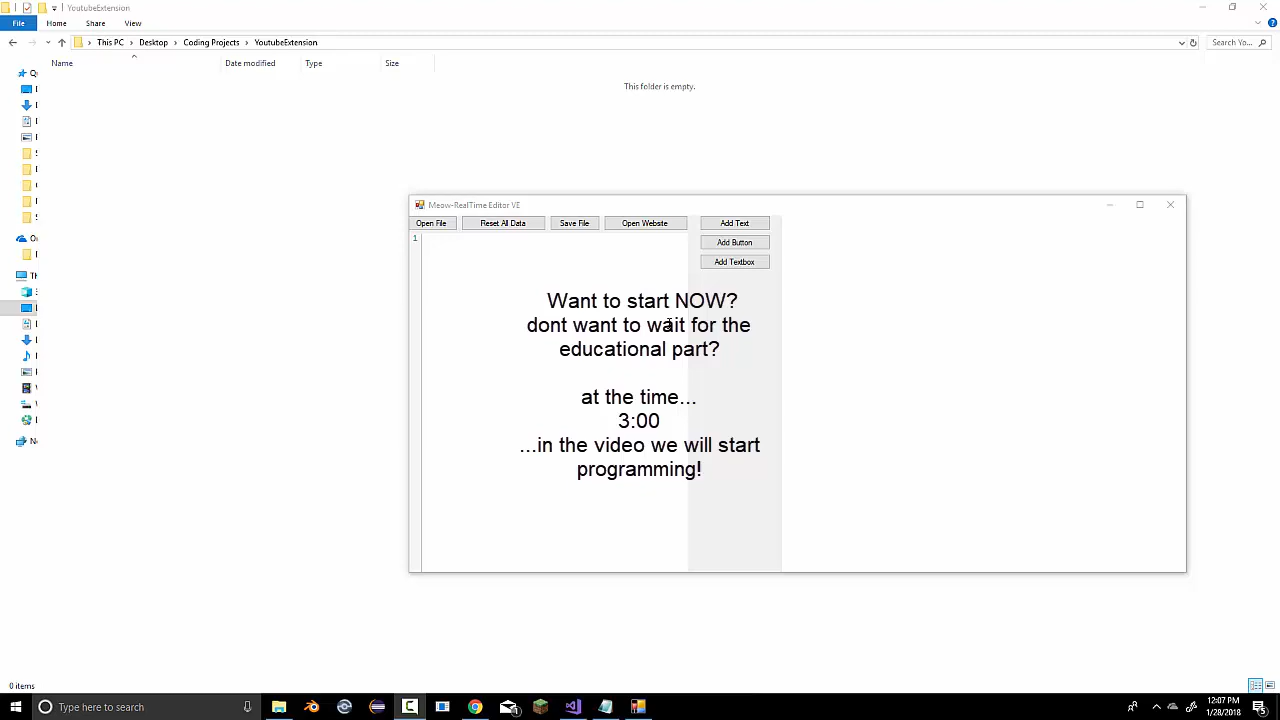 YoutubeExtension
File Home Share View
This PC Desktop Coding Projects YoutubeExtension
Search Yo...
Name Date modified Type Size
This folder is empty.
Meow-RealTime Editor VE
Open File Reset All Data Save File Open Website Add Text
1
Add Button
Add Textbox
Want to start NOW?
dont want to wait for the
educational part?
at the time...
3:00
...in the video we will start
programming!
0 items
Type here to search
12:07 PM
1/28/2018